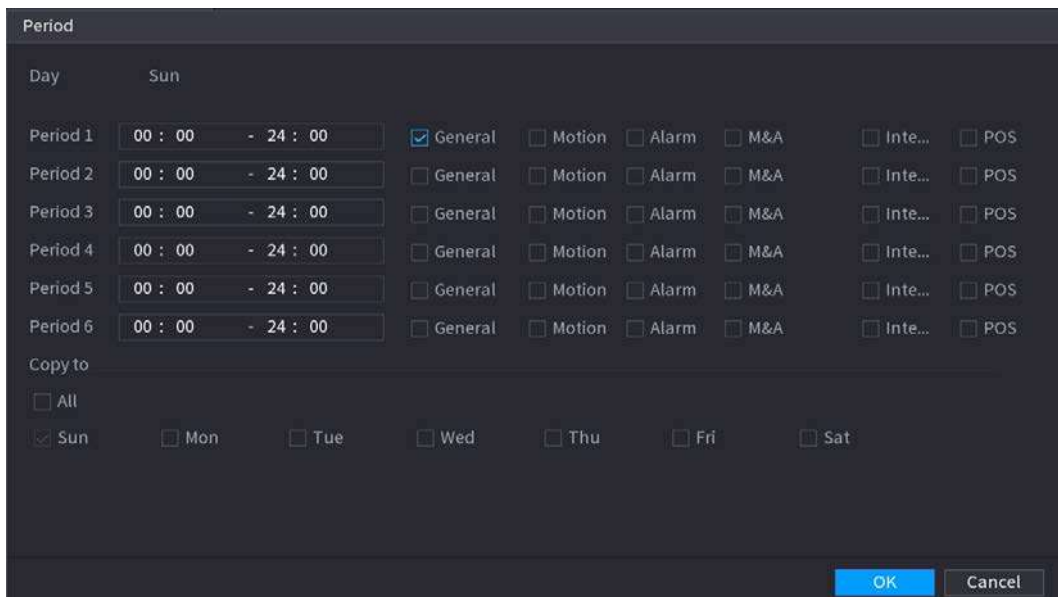 Period
Day Sun
Period 1 00 : 00 - 24 : 00 General Motion Alarm M&A Inte... POS
Period 2 00 : 00 - 24 : 00 General Motion Alarm M&A Inte... POS
Period 3 00 : 00 - 24 : 00 General Motion Alarm M&A Inte... POS
Period 4 00 : 00 - 24 : 00 General Motion Alarm M&A Inte... POS
Period 5 00 : 00 - 24 : 00 General Motion Alarm M&A Inte... POS
Period 6 00 : 00 - 24 : 00 General Motion Alarm M&A Inte... POS
Copy to
All
Sun Mon Tue Wed Thu Fri Sat
OK Cancel